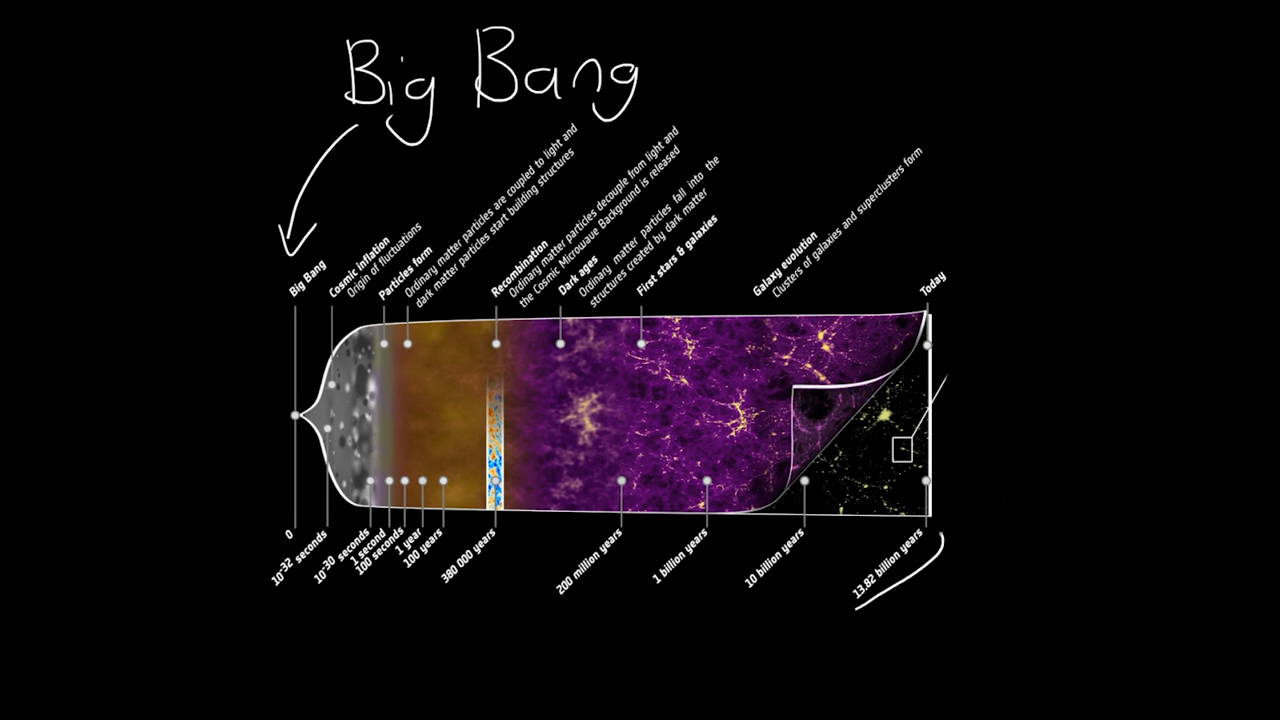 Big Bang
Big Bang
Cosmic Inflation
Origin of fluctuations
Particles form
Ordinary matter particles are coupled to light and
dark matter particles start building structures
Recombination
Ordinary matter particles decouple from light and
the Cosmic Microwave Background is released
Dark ages
Ordinary matter particles fall into the
structures created by dark matter
First stars & galaxies
Galaxy evolution
Clusters of galaxies and superclusters form
Today
0
10-32 seconds
10-30 seconds
1 second
100 seconds
1 year
100 years
380 000 years
200 million years
1 billion years
10 billion years
13.82 billion years